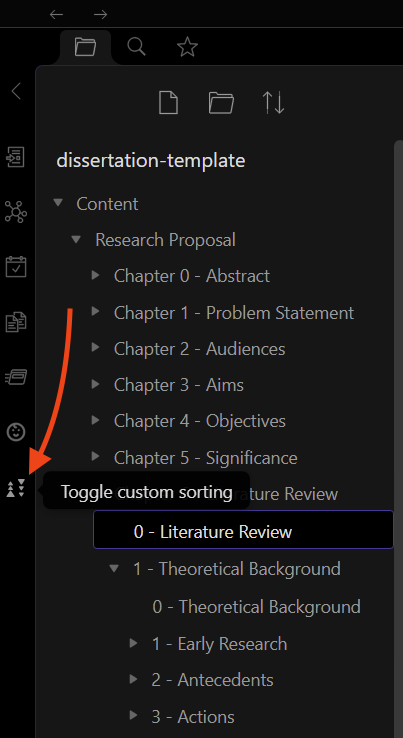 dissertation-template
Content
Research Proposal
Chapter 0 - Abstract
Chapter 1 - Problem Statement
Chapter 2 - Audiences
Chapter 3 - Aims
Chapter 4 - Objectives
Chapter 5 - Significance
Toggle custom sorting
rature Review
0 - Literature Review
1 - Theoretical Background
0 - Theoretical Background
1 - Early Research
2 - Antecedents
3 - Actions